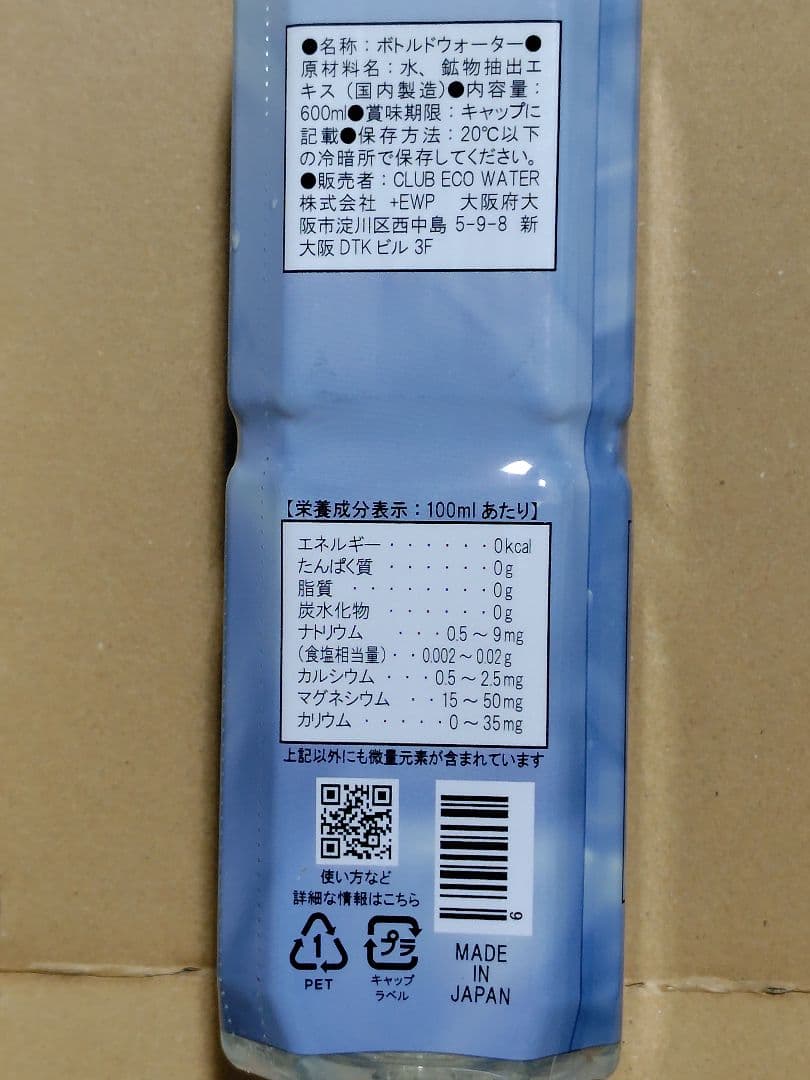 ●名称：ボトルドウォーター●
原材料名：水、鉱物抽出エ
キス（国内製造）●内容量：
600ml●賞味期限：キャップに
記載●保存方法：20℃以下
の冷暗所で保存してください。
●販売者：CLUB ECO WATER
株式会社 +EWP 大阪府大
阪市淀川区西中島 5-9-8 新
大阪 DTK ビル 3F
【栄養成分表示：100ml あたり】
エネルギー・・・・・・0kcal
たんぱく質 ・・・・・・0g
脂質 ・・・・・・・・0g
炭水化物 ・・・・・・0g
ナトリウム ・・・0.5～9mg
（食塩相当量）・・0.002～0.02g
カルシウム ・・・0.5～2.5mg
マグネシウム ・・15～50mg
カリウム ・・・・・0～35mg
上記以外にも微量元素が含まれています
使い方など
詳細な情報はこちら
9
1
PET
プラ
キャップ
ラベル
MADE
IN
JAPAN